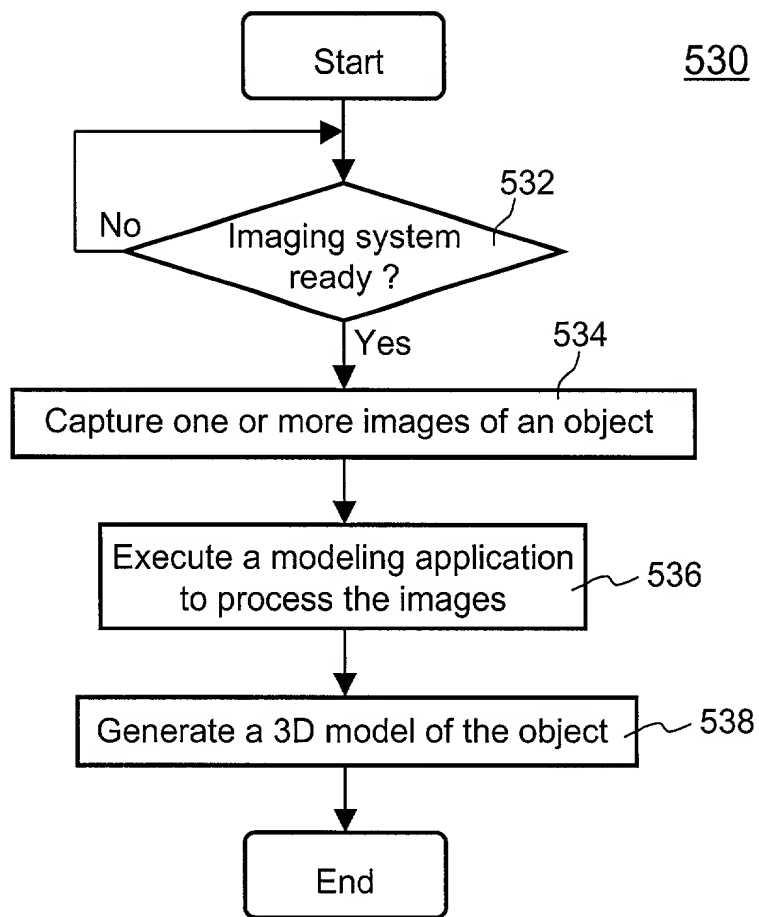 Start
530
532
No
Imaging system
ready ?
Yes
534
Capture one or more images of an object
Execute a modeling application
to process the images
536
Generate a 3D model of the object
538
End